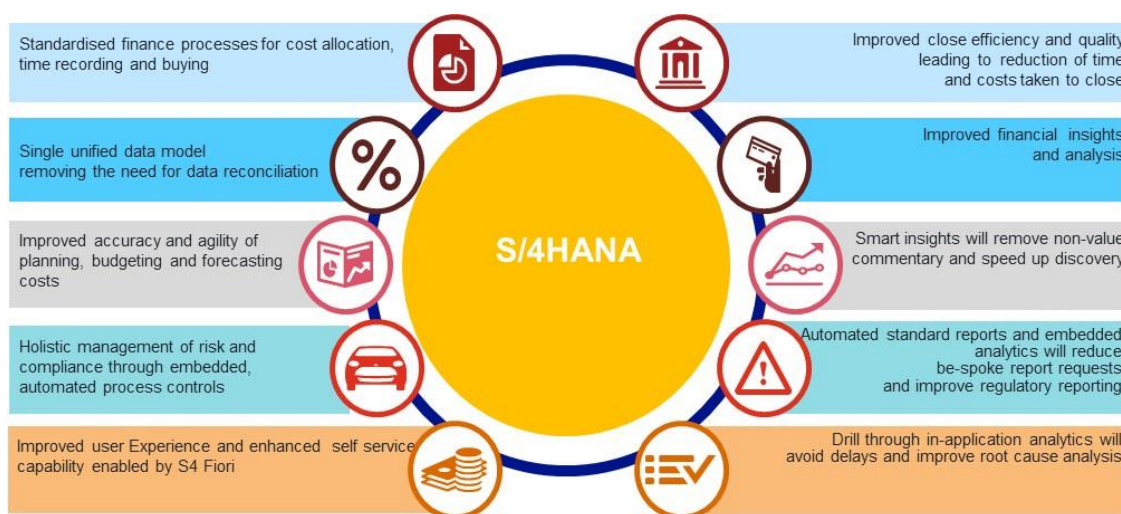 Standardised finance processes for cost allocation,
time recording and buying
Single unified data model
removing the need for data reconciliation
Improved accuracy and agility of
planning, budgeting and forecasting
costs
Holistic management of risk and
compliance through embedded,
automated process controls
Improved user Experience and enhanced self service
capability enabled by S4 Fiori
S/4HANA
Improved close efficiency and quality
leading to reduction of time
and costs taken to close
Improved financial insights
and analysis
Smart insights will remove non-value
commentary and speed up discovery
Automated standard reports and embedded
analytics will reduce
be-spoke report requests
and improve regulatory reporting
Drill through in-application analytics will
avoid delays and improve root cause analysis